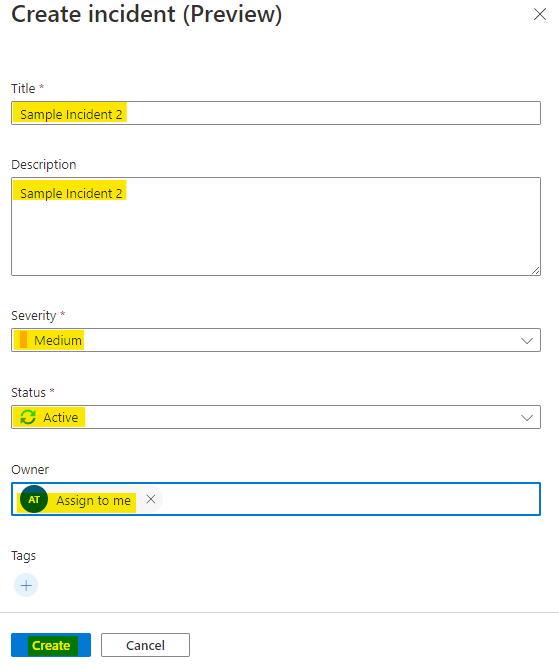 Create incident (Preview)
Title *
Sample Incident 2
Description
Sample Incident 2
Severity *
Medium
Status *
Active
Owner
AT Assign to me
Tags
Create Cancel